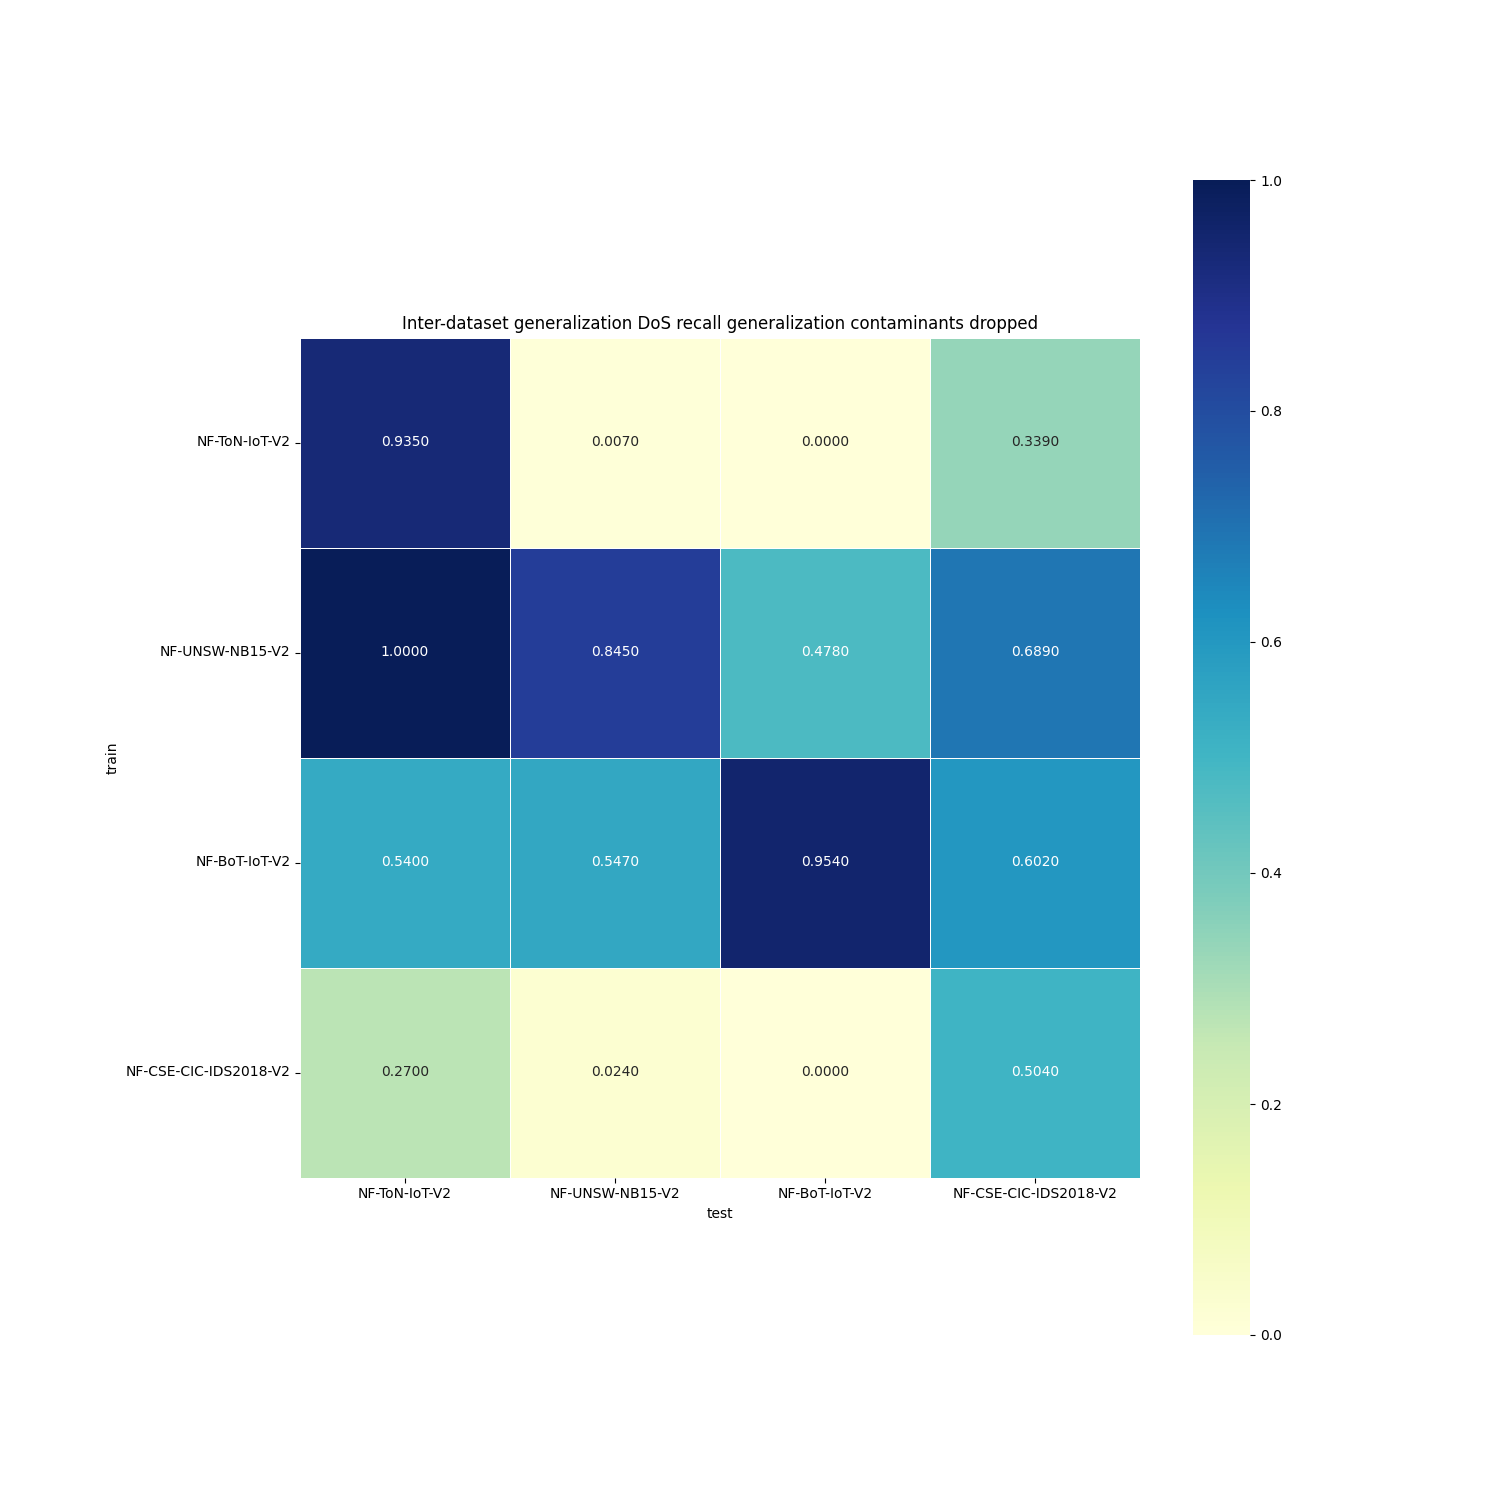 Inter-dataset generalization DoS recall generalization contaminants dropped
NF-ToN-IoT-V2
0.9350 0.0070 0.0000 0.3390
NF-UNSW-NB15-V2
1.0000 0.8450 0.4780 0.6890
train
NF-BoT-IoT-V2
0.5400 0.5470 0.9540 0.6020
NF-CSE-CIC-IDS2018-V2
0.2700 0.0240 0.0000 0.5040
NF-ToN-IoT-V2 NF-UNSW-NB15-V2 NF-BoT-IoT-V2 NF-CSE-CIC-IDS2018-V2
test
1.0
0.8
0.6
0.4
0.2
0.0